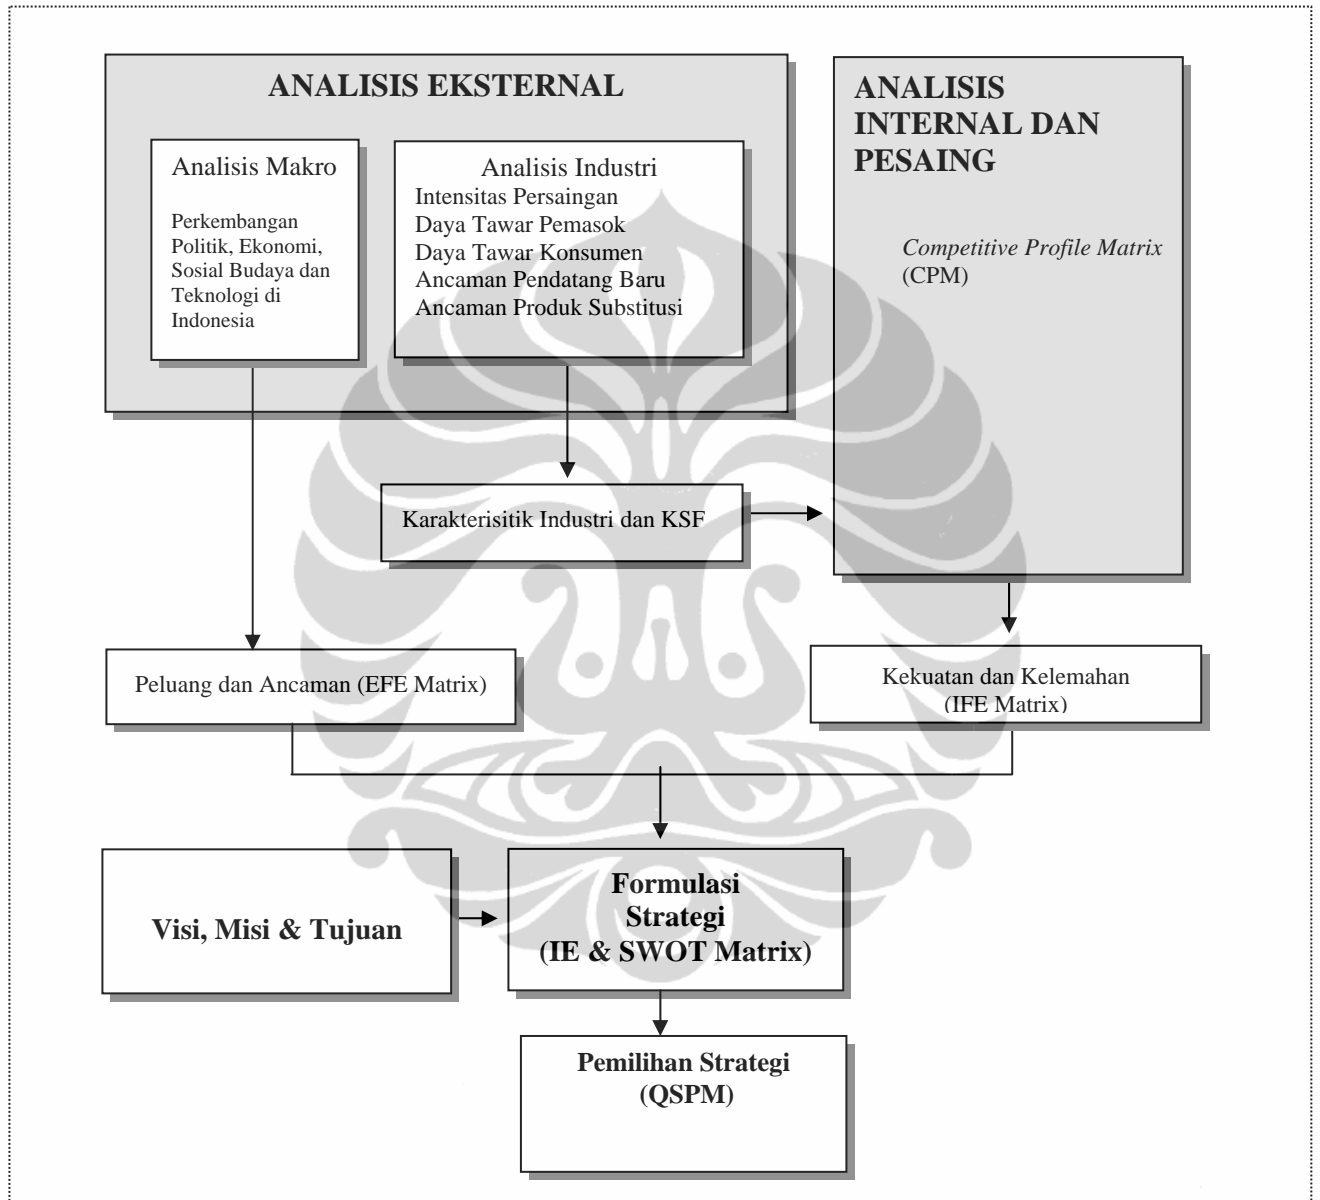 ANALISIS EKSTERNAL
Analisis Makro
Perkembangan
Politik, Ekonomi,
Sosial Budaya dan
Teknologi di
Indonesia
Analisis Industri
Intensitas Persaingan
Daya Tawar Pemasok
Daya Tawar Konsumen
Ancaman Pendatang Baru
Ancaman Produk Substitusi
ANALISIS
INTERNAL DAN
PESAING
Competitive Profile Matrix
(CPM)
Karakterisitik Industri dan KSF
Peluang dan Ancaman (EFE Matrix)
Kekuatan dan Kelemahan
(IFE Matrix)
Visi, Misi & Tujuan
Formulasi
Strategi
(IE & SWOT Matrix)
Pemilihan Strategi
(QSPM)